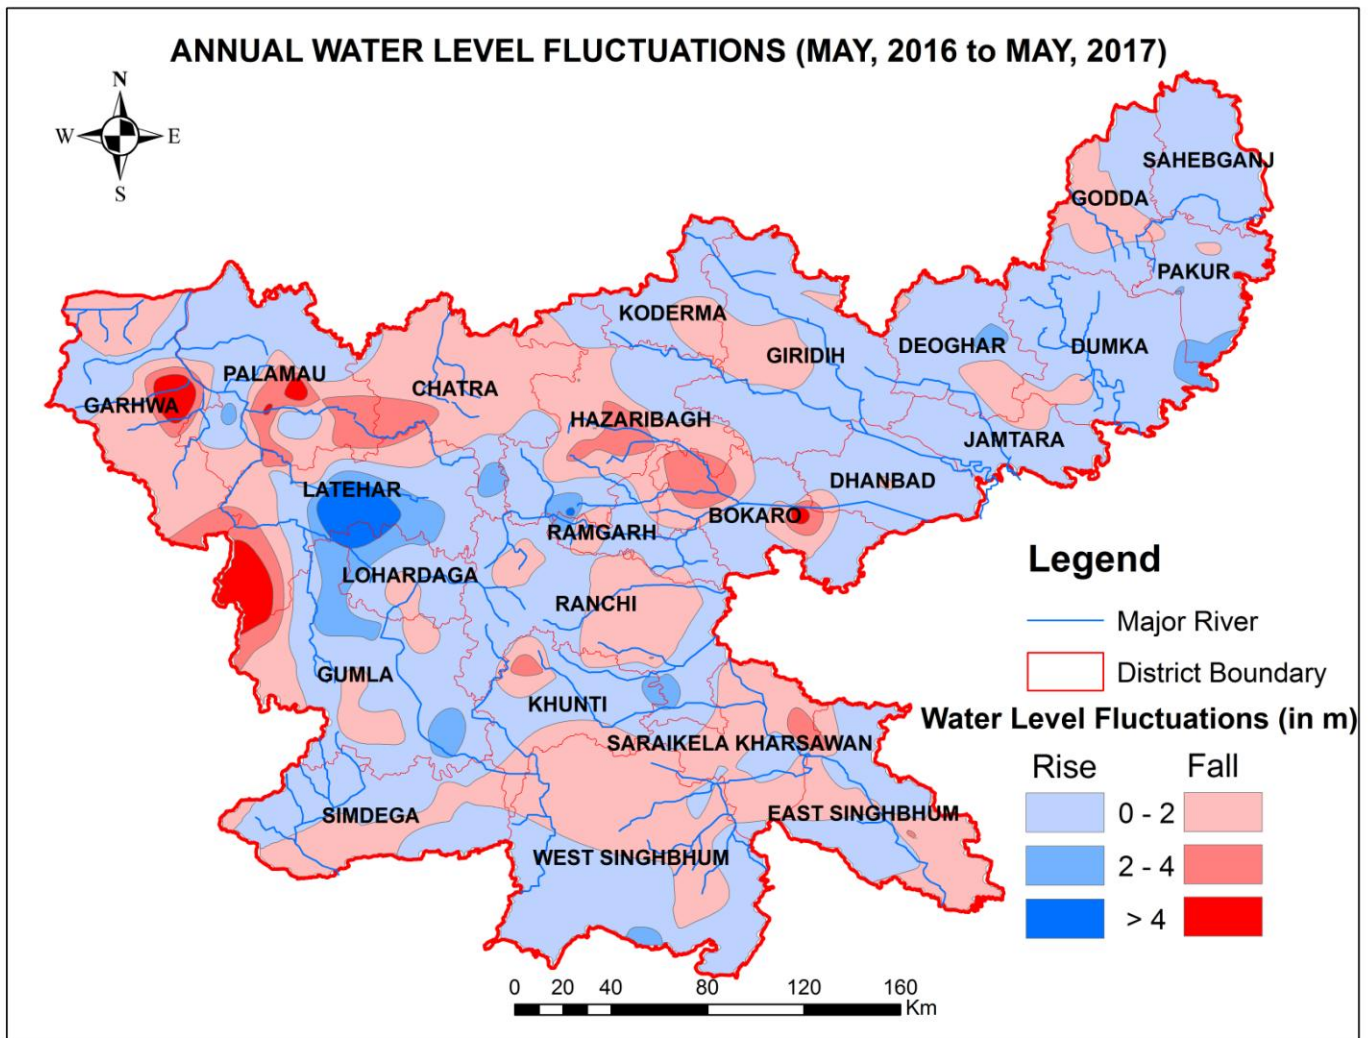 ANNUAL WATER LEVEL FLUCTUATIONS (MAY, 2016 to MAY, 2017)
N
W E
S
SAHEBGANJ
GODDA
PAKUR
KODERMA
GIRIDIH
DEOGHAR
DUMKA
PALAMAU
CHATRA
GARHWA
HAZARIBAGH
JAMTARA
DHANBAD
LATEHAR
BOKARO
RAMGARH
LOHARDAGA
RANCHI
GUMLA
KHUNTI
SARAIKELA KHARSAWAN
SIMDEGA
EAST SINGHBHUM
WEST SINGHBHUM
Legend
Major River
District Boundary
Water Level Fluctuations (in m)
Rise Fall
0 - 2
2 - 4
> 4
0 20 40 80 120 160
Km